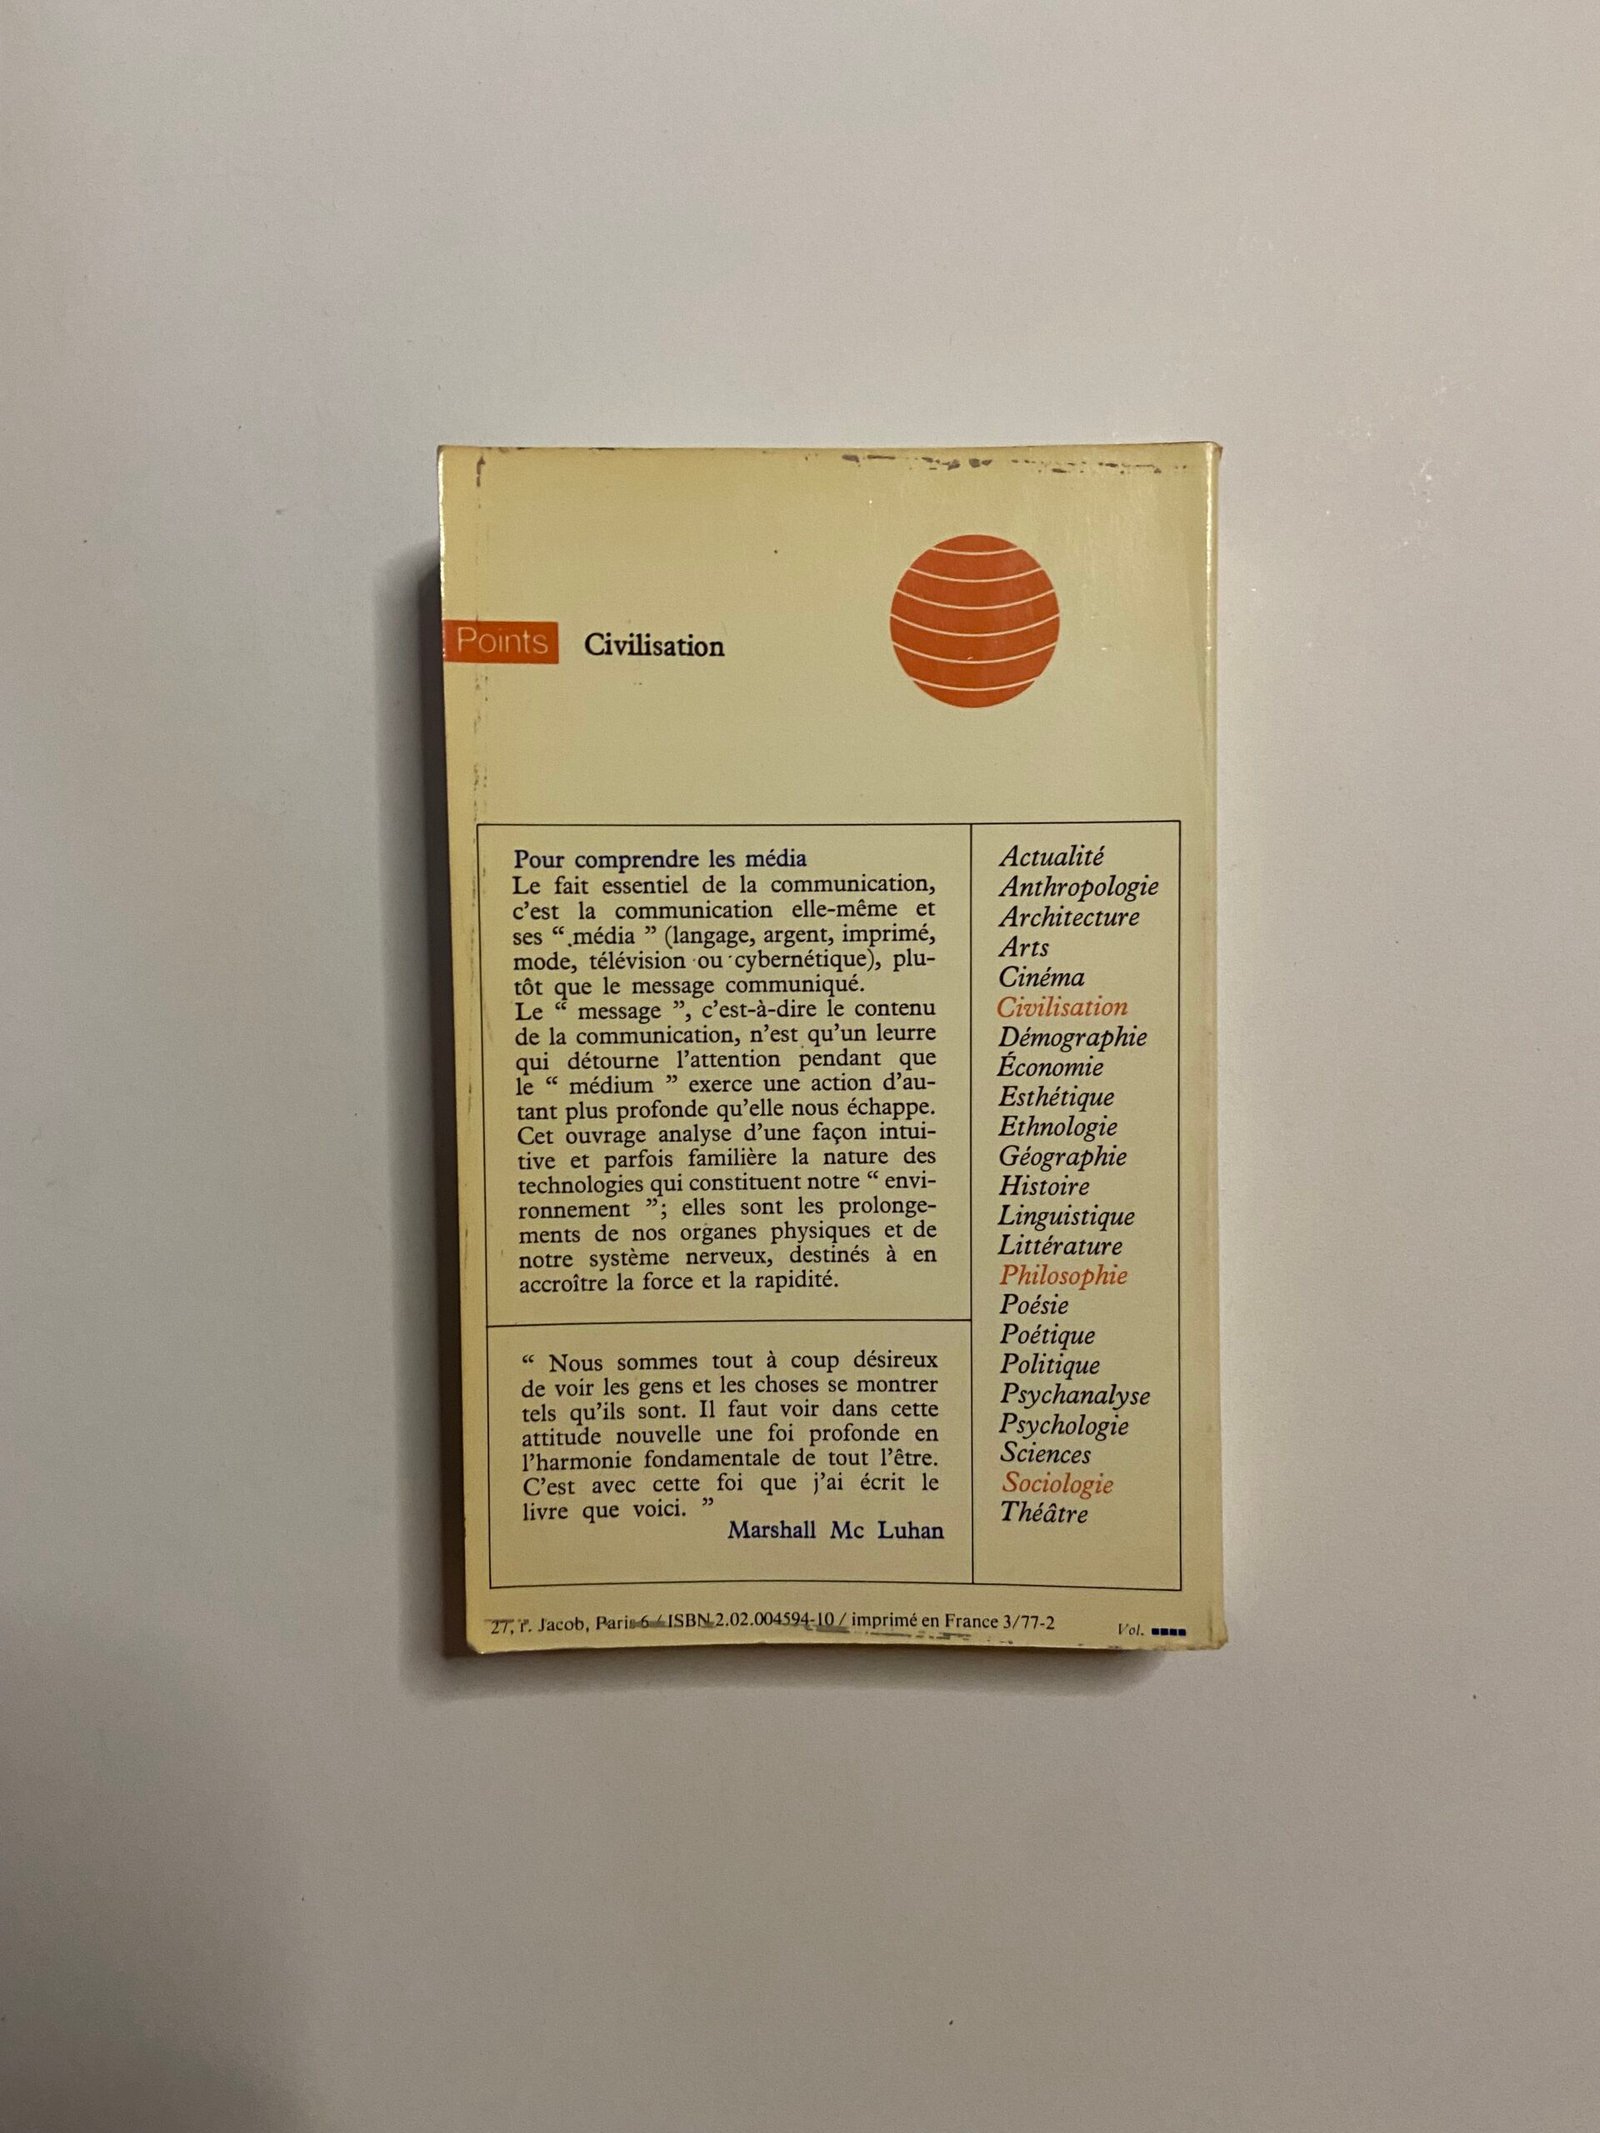 Points Civilisation
Pour comprendre les média
Le fait essentiel de la communication,
c'est la communication elle-même et
ses “ média ” (langage, argent, imprimé,
mode, télévision ou cybernétique), plu-
tôt que le message communiqué.
Le “ message ”, c'est-à-dire le contenu
de la communication, n'est qu'un leurre
qui détourne l'attention pendant que
le “ médium ” exerce une action d'au-
tant plus profonde qu'elle nous échappe.
Cet ouvrage analyse d'une façon intui-
tive et parfois familière la nature des
technologies qui constituent notre “ envi-
ronnement ”; elles sont les prolonge-
ments de nos organes physiques et de
notre système nerveux, destinés à en
accroître la force et la rapidité.
“ Nous sommes tout à coup désireux
de voir les gens et les choses se montrer
tels qu'ils sont. Il faut voir dans cette
attitude nouvelle une foi profonde en
l'harmonie fondamentale de tout l'être.
C'est avec cette foi que j'ai écrit le
livre que voici. ”
Marshall Mc Luhan
Actualité
Anthropologie
Architecture
Arts
Cinéma
Civilisation
Démographie
Économie
Esthétique
Ethnologie
Géographie
Histoire
Linguistique
Littérature
Philosophie
Poésie
Poétique
Politique
Psychanalyse
Psychologie
Sciences
Sociologie
Théâtre
27, r. Jacob, Paris 6 / ISBN 2.02.004594-10 / imprimé en France 3/77-2
Vol.